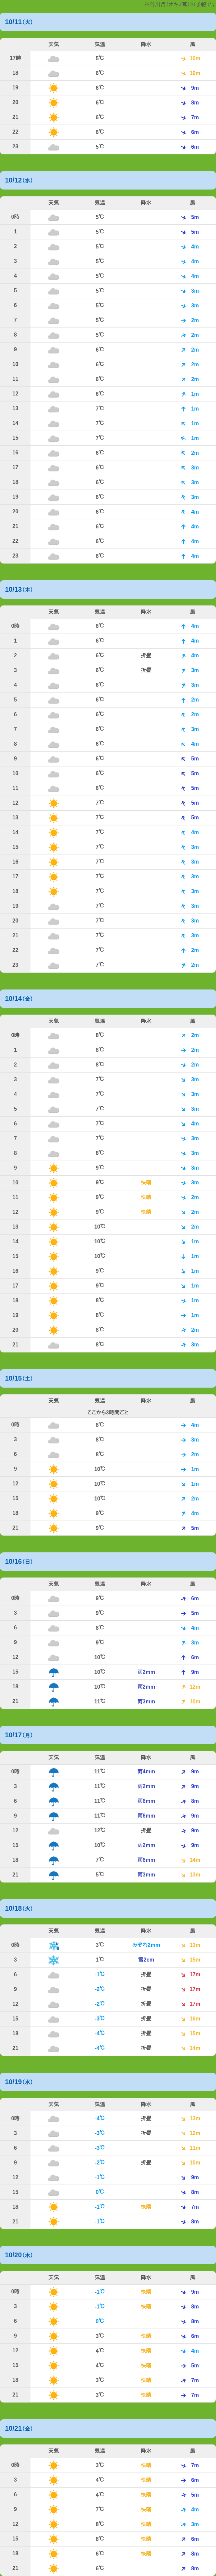 10/11(火)
天気 気温 降水 風
17時 5℃ 10m
18 6℃ 10m
19 6℃ 9m
20 6℃ 8m
21 6℃ 7m
22 6℃ 6m
23 5℃ 6m
10/12(水)
天気 気温 降水 風
0時 5℃ 5m
1 5℃ 5m
2 5℃ 4m
3 5℃ 4m
4 5℃ 4m
5 5℃ 3m
6 5℃ 3m
7 5℃ 2m
8 5℃ 2m
9 6℃ 2m
10 6℃ 2m
11 6℃ 2m
12 6℃ 1m
13 7℃ 1m
14 7℃ 1m
15 7℃ 1m
16 6℃ 2m
17 6℃ 3m
18 6℃ 3m
19 6℃ 3m
20 6℃ 4m
21 6℃ 4m
22 6℃ 4m
23 6℃ 4m
10/13(木)
天気 気温 降水 風
0時 6℃ 4m
1 6℃ 4m
2 6℃ 折曇 4m
3 6℃ 折曇 3m
4 6℃ 3m
5 6℃ 2m
6 6℃ 2m
7 6℃ 3m
8 6℃ 4m
9 6℃ 5m
10 6℃ 5m
11 6℃ 5m
12 7℃ 5m
13 7℃ 5m
14 7℃ 4m
15 7℃ 3m
16 7℃ 3m
17 7℃ 3m
18 7℃ 3m
19 7℃ 3m
20 7℃ 3m
21 7℃ 3m
22 7℃ 2m
23 7℃ 2m
10/14(金)
天気 気温 降水 風
0時 8℃ 2m
1 8℃ 2m
2 8℃ 2m
3 7℃ 3m
4 7℃ 3m
5 7℃ 3m
6 7℃ 4m
7 7℃ 3m
8 8℃ 3m
9 9℃ 3m
10 9℃ 快晴 3m
11 9℃ 快晴 2m
12 9℃ 快晴 2m
13 10℃ 2m
14 10℃ 1m
15 10℃ 1m
16 9℃ 1m
17 9℃ 1m
18 8℃ 1m
19 8℃ 1m
20 8℃ 2m
21 8℃ 3m
10/15(土)
天気 気温 降水 風
ここから3時間ごと
0時 8℃ 4m
3 8℃ 3m
6 8℃ 2m
9 10℃ 1m
12 10℃ 1m
15 10℃ 2m
18 9℃ 4m
21 9℃ 5m
10/16(日)
天気 気温 降水 風
0時 9℃ 6m
3 9℃ 5m
6 8℃ 4m
9 9℃ 3m
12 10℃ 6m
15 10℃ 雨2mm 9m
18 10℃ 雨2mm 12m
21 11℃ 雨3mm 10m
10/17(月)
天気 気温 降水 風
0時 11℃ 雨4mm 9m
3 11℃ 雨2mm 9m
6 11℃ 雨6mm 8m
9 11℃ 雨6mm 9m
12 12℃ 折曇 9m
15 10℃ 雨2mm 9m
18 7℃ 雨6mm 14m
21 5℃ 雨3mm 13m
10/18(火)
天気 気温 降水 風
0時 3℃ みぞれ2mm 13m
3 1℃ 雪2cm 15m
6 -1℃ 折曇 17m
9 -2℃ 折曇 17m
12 -2℃ 折曇 17m
15 -3℃ 折曇 16m
18 -4℃ 折曇 15m
21 -4℃ 折曇 14m
10/19(水)
天気 気温 降水 風
0時 -4℃ 折曇 13m
3 -3℃ 折曇 12m
6 -3℃ 11m
9 -2℃ 折曇 10m
12 -1℃ 9m
15 0℃ 8m
18 -1℃ 快晴 7m
21 -1℃ 8m
10/20(木)
天気 気温 降水 風
0時 -1℃ 快晴 9m
3 -1℃ 快晴 8m
6 0℃ 8m
9 3℃ 快晴 6m
12 4℃ 快晴 4m
15 4℃ 快晴 5m
18 3℃ 快晴 7m
21 3℃ 快晴 7m
10/21(金)
天気 気温 降水 風
0時 3℃ 快晴 7m
3 4℃ 快晴 6m
6 4℃ 快晴 5m
9 7℃ 快晴 4m
12 8℃ 快晴 3m
15 8℃ 快晴 6m
18 6℃ 快晴 8m
21 6℃ 快晴 8m